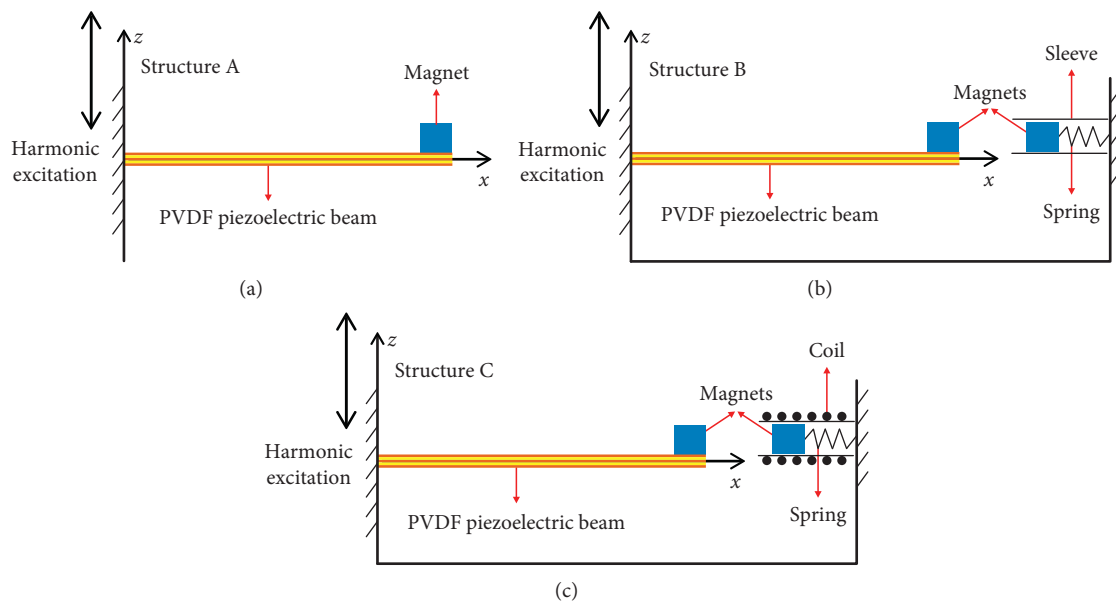 z
Structure A
Magnet
Harmonic
excitation
x
PVDF piezoelectric beam
(a)
z
Structure B
Sleeve
Magnets
Harmonic
excitation
x
PVDF piezoelectric beam
Spring
(b)
z
Structure C
Coil
Magnets
Harmonic
excitation
x
PVDF piezoelectric beam
Spring
(c)